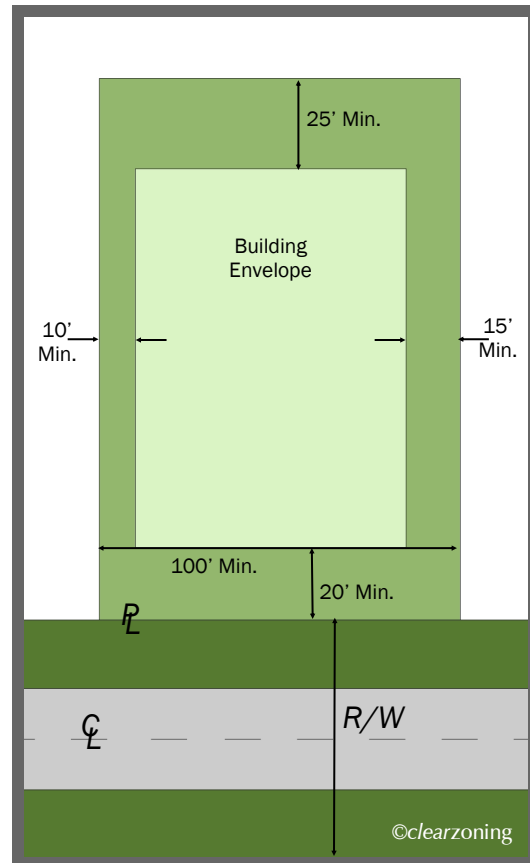 25’ Min.
Building
Envelope
10’
Min.
15’
Min.
100’ Min.
20’ Min.
PL
CL
R/W
©clearzoning